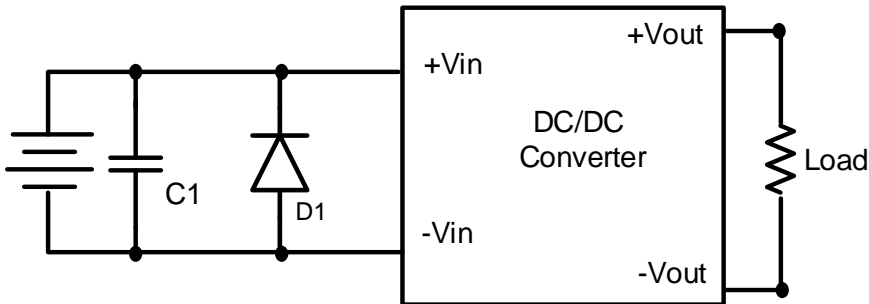 +Vout
+Vin
DC/DC
Converter
Load
C1
D1
-Vin
-Vout